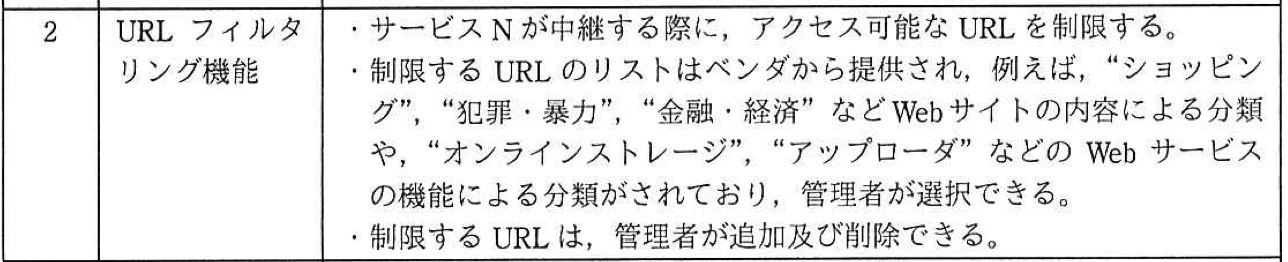 2 URL フィルタ ・サービス N が中継する際に，アクセス可能な URL を制限する。
リング機能 ・制限する URL のリストはベンダから提供され，例えば，“ショッピン
グ”，“犯罪・暴力”，“金融・経済” など Web サイトの内容による分類
や，“オンラインストレージ”，“アップローダ” などの Web サービス
の機能による分類がされており，管理者が選択できる。
・制限する URL は，管理者が追加及び削除できる。